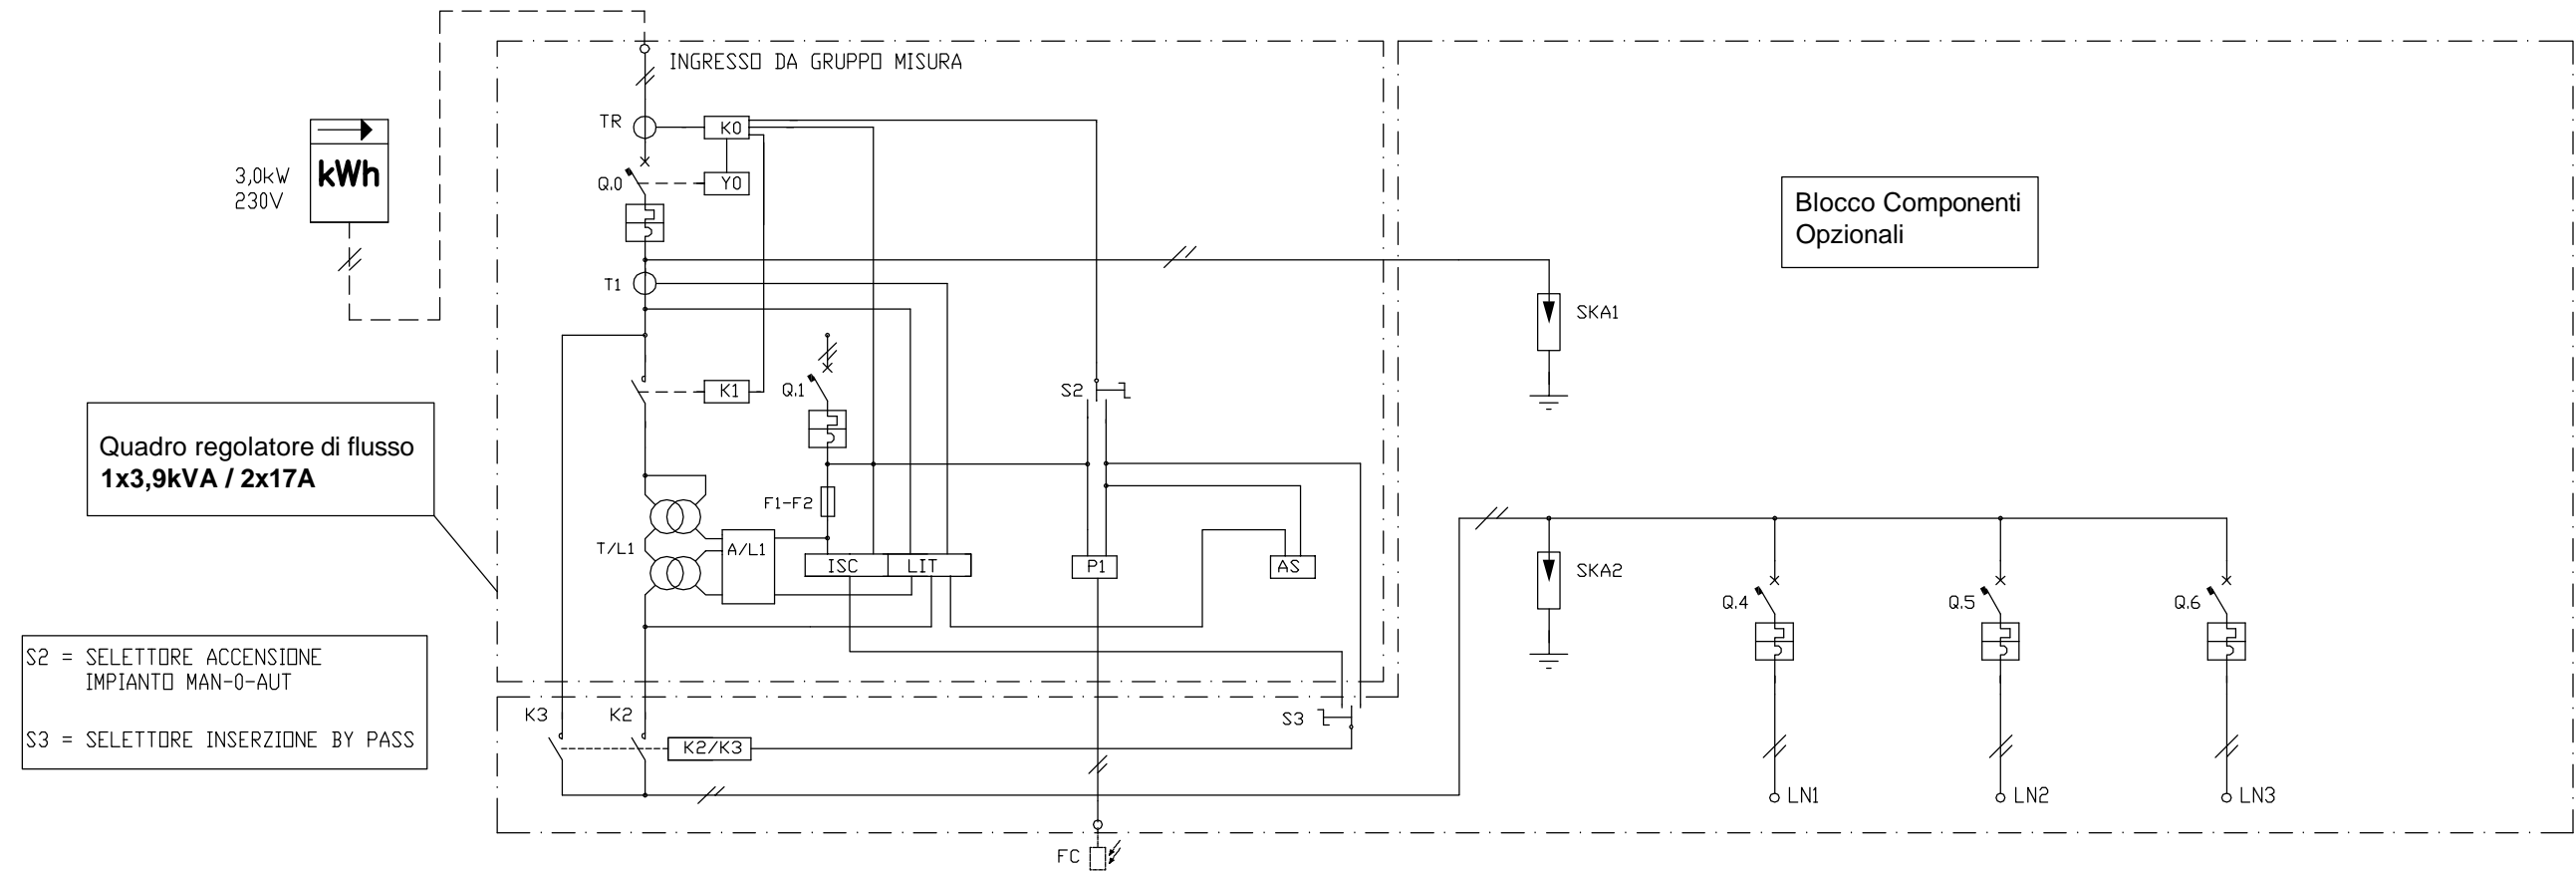 INGRESSO DA GRUPPO MISURA
TR
K0
3,0kW
230V
kWh
Q.0
Y0
Blocco Componenti
Opzionali
T1
SKA1
K1
Q.1
S2
Quadro regolatore di flusso
1x3,9kVA / 2x17A
F1-F2
T/L1
A/L1
ISC
LIT
P1
AS
SKA2
Q.4
Q.5
Q.6
S2 = SELETTORE ACCENSIONE
IMPIANTO MAN-0-AUT
S3 = SELETTORE INSERZIONE BY PASS
K3
K2
S3
K2/K3
LN1
LN2
LN3
FC